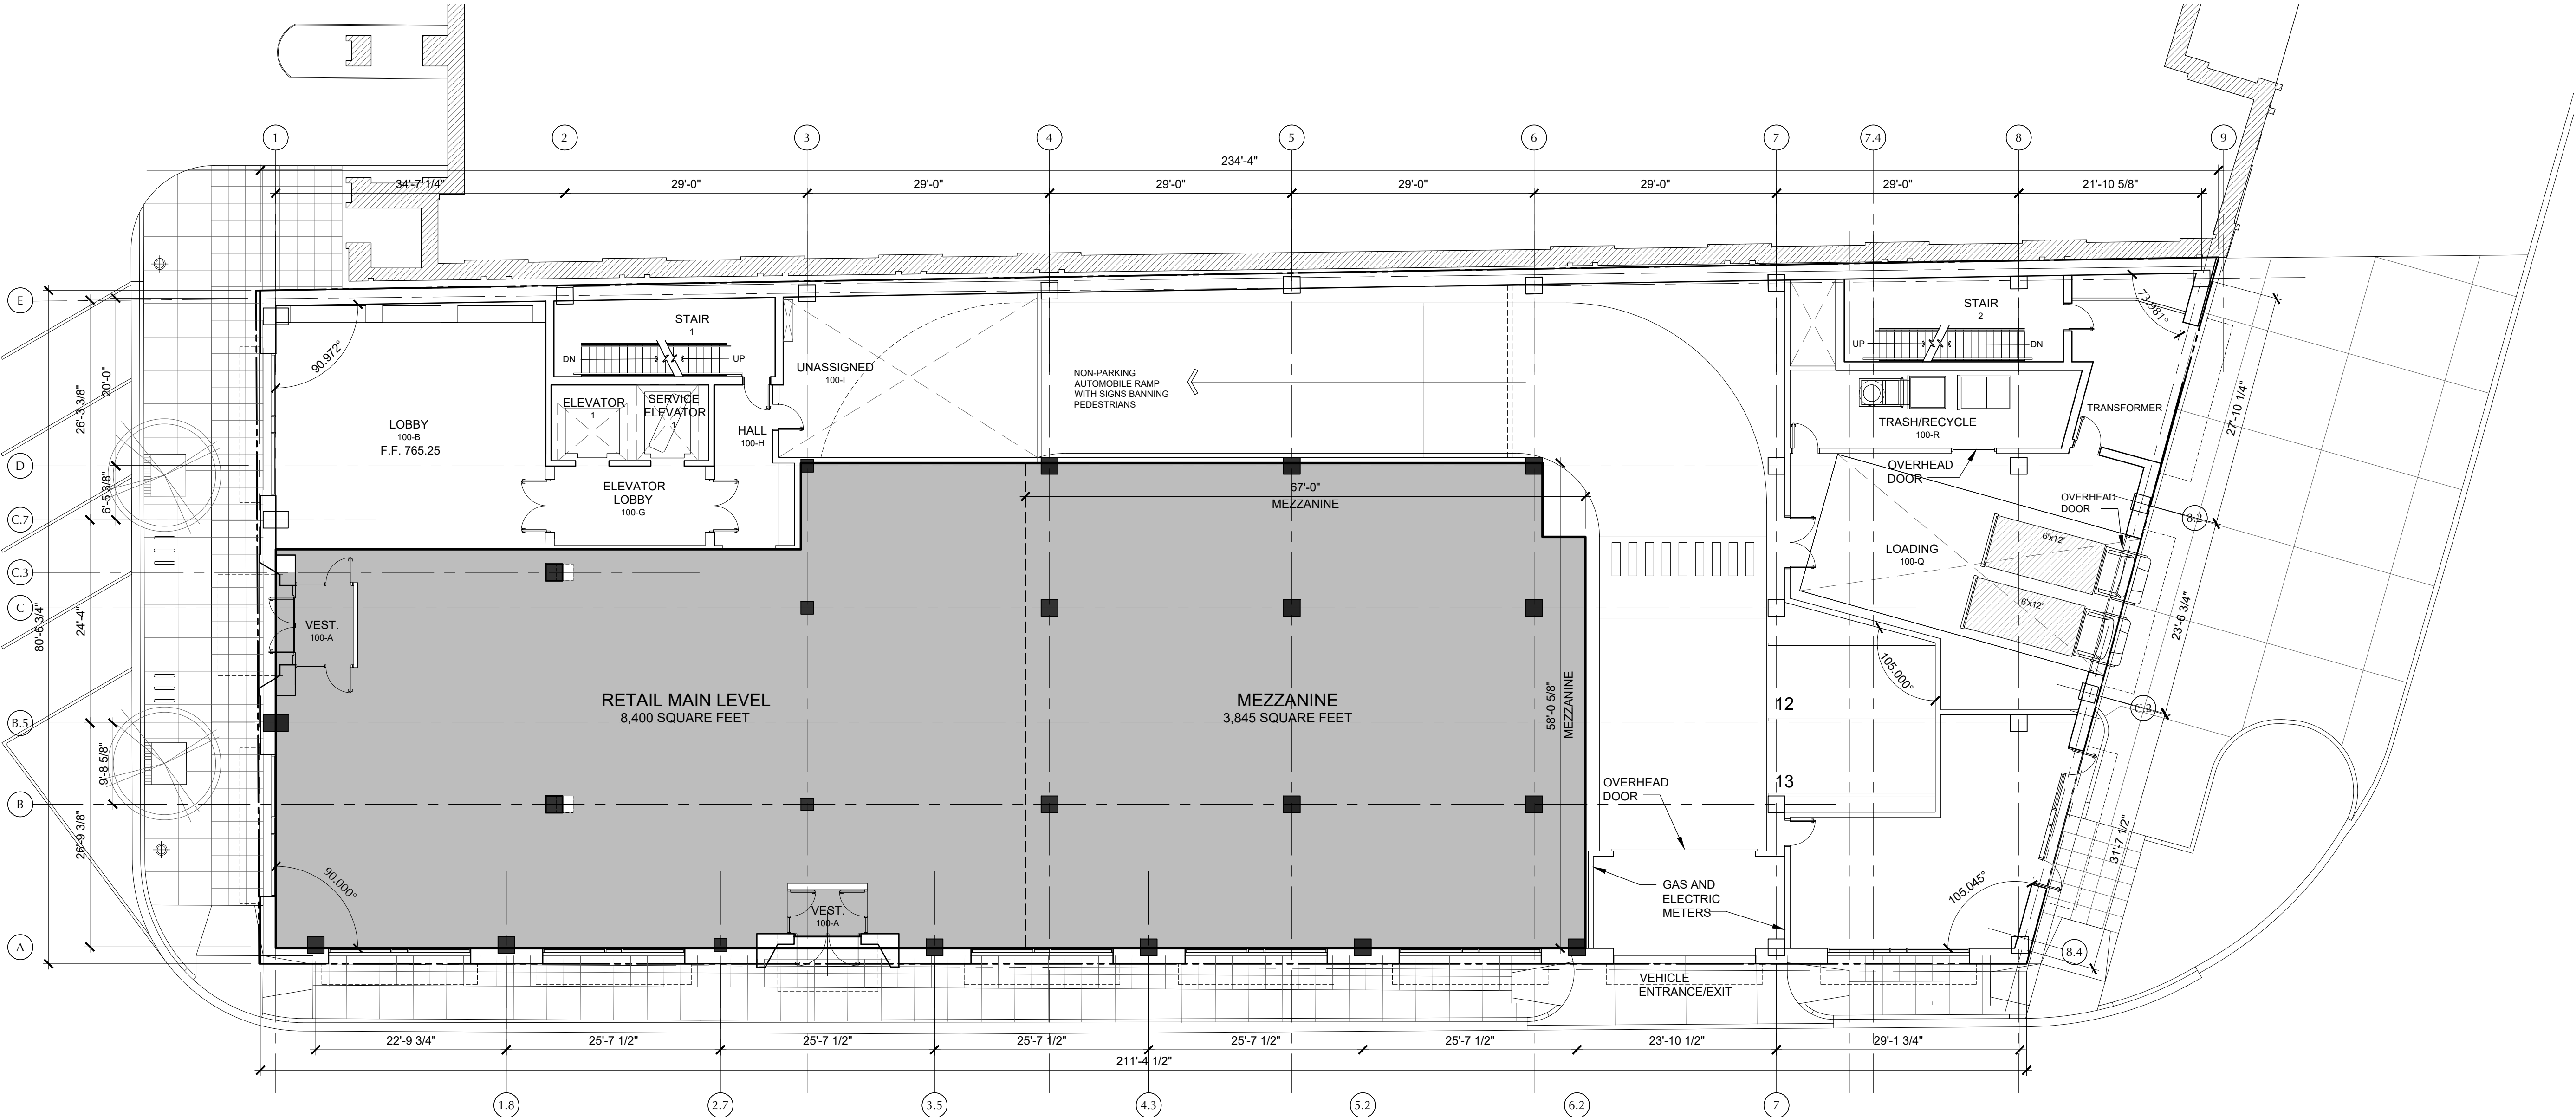 1
2
3
4
5
6
7
7.4
8
9
234'-4"
34'-7 1/4"
29'-0"
29'-0"
29'-0"
29'-0"
29'-0"
29'-0"
21'-10 5/8"
E
D
C.7
C.3
C
B.5
B
A
80'-6 3/4"
26'-3 3/8"
24'-4"
26'-9 3/8"
20'-0"
6'-5 3/8"
9'-8 5/8"
90.972°
LOBBY
100-B
F.F. 765.25
STAIR
1
DN
UP
ELEVATOR
1
SERVICE
ELEVATOR
1
HALL
100-H
ELEVATOR
LOBBY
100-G
UNASSIGNED
100-I
NON-PARKING
AUTOMOBILE RAMP
WITH SIGNS BANNING
PEDESTRIANS
STAIR
2
UP
DN
73.981°
TRASH/RECYCLE
100-R
TRANSFORMER
OVERHEAD
DOOR
OVERHEAD
DOOR
LOADING
100-Q
6'x12'
6'x12'
27'-10 1/4"
8.2
23'-6 3/4"
C.2
31'-7 1/2"
8.4
67'-0"
MEZZANINE
58'-0 5/8"
MEZZANINE
VEST.
100-A
RETAIL MAIN LEVEL
8,400 SQUARE FEET
MEZZANINE
3,845 SQUARE FEET
105.000°
12
13
OVERHEAD
DOOR
GAS AND
ELECTRIC
METERS
90.000°
VEST.
100-A
105.045°
VEHICLE
ENTRANCE/EXIT
22'-9 3/4"
25'-7 1/2"
25'-7 1/2"
25'-7 1/2"
25'-7 1/2"
25'-7 1/2"
23'-10 1/2"
29'-1 3/4"
211'-4 1/2"
1.8
2.7
3.5
4.3
5.2
6.2
7